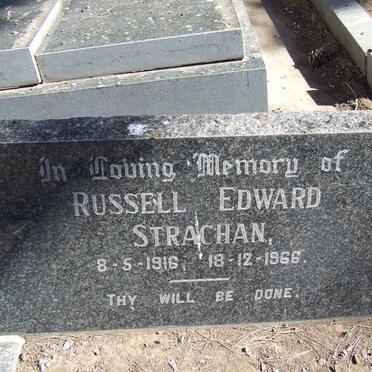 In Loving Memory of
RUSSELL EDWARD
STRACHAN,
8-5-1916, 18-12-1966.
THY WILL BE DONE.